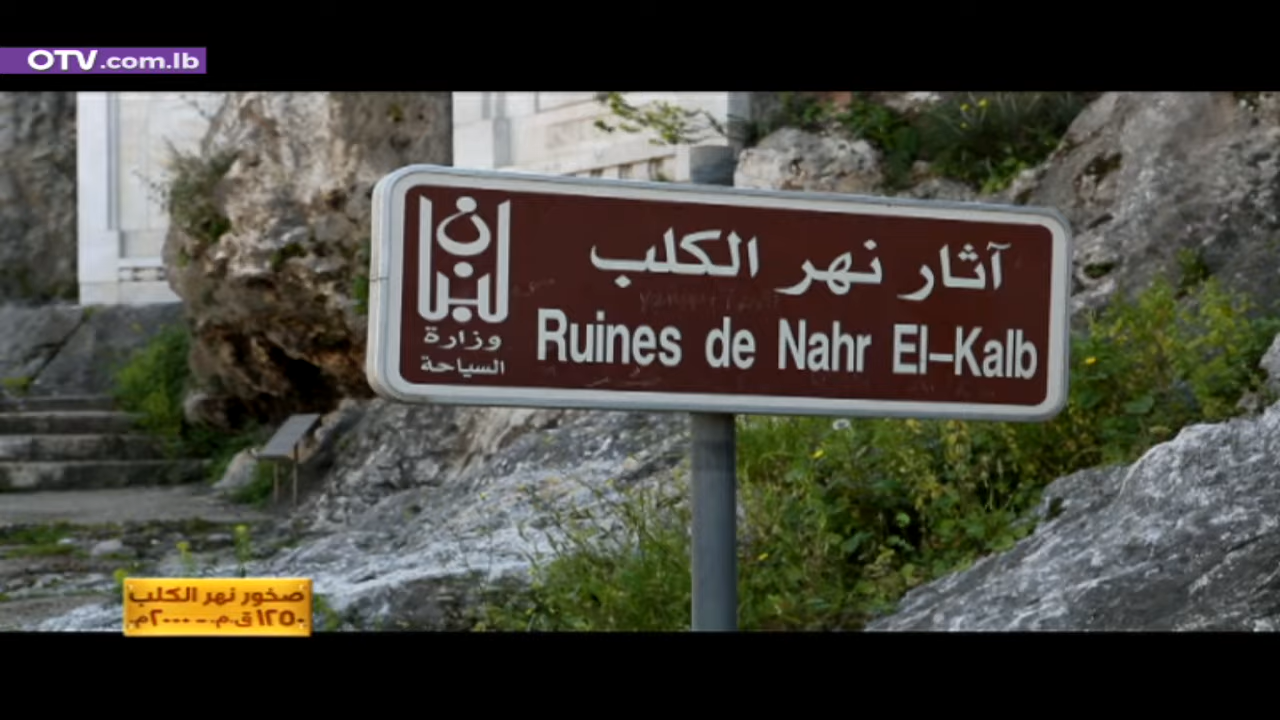 OTV.com.lb
لبنان
وزارة
السياحة
آثار نهر الكلب
Ruines de Nahr El-Kalb
صخور نهر الكلب
١٢٥٠ق.م. - ٢٠٠٠م.